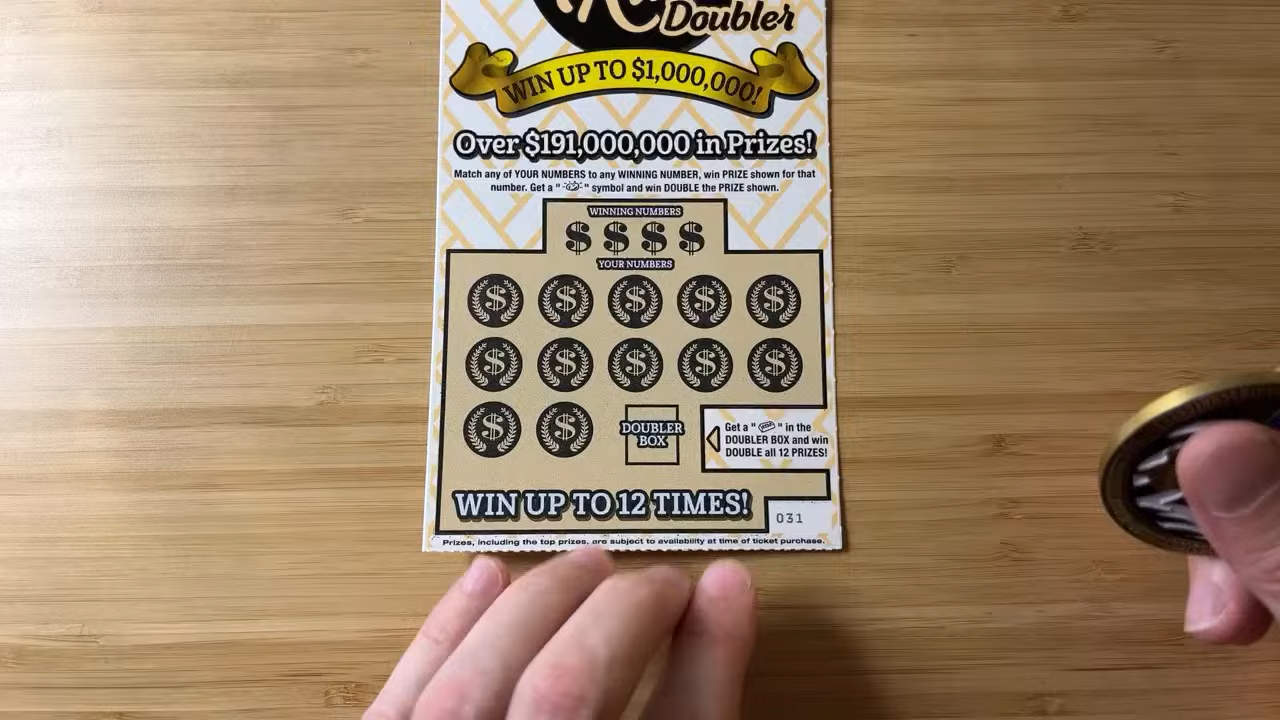 Doubler
WIN UP TO $1,000,000!
Over $191,000,000 in Prizes!
Match any of YOUR NUMBERS to any WINNING NUMBER, win PRIZE shown for that
number. Get a " " symbol and win DOUBLE the PRIZE shown.
WINNING NUMBERS
$ $ $ $
YOUR NUMBERS
$ $ $ $ $
$ $ $ $ $
$ $
DOUBLER
BOX
Get a " " in the
DOUBLER BOX and win
DOUBLE all 12 PRIZES!
WIN UP TO 12 TIMES!
031
Prizes, including the top prizes, are subject to availability at time of ticket purchase.